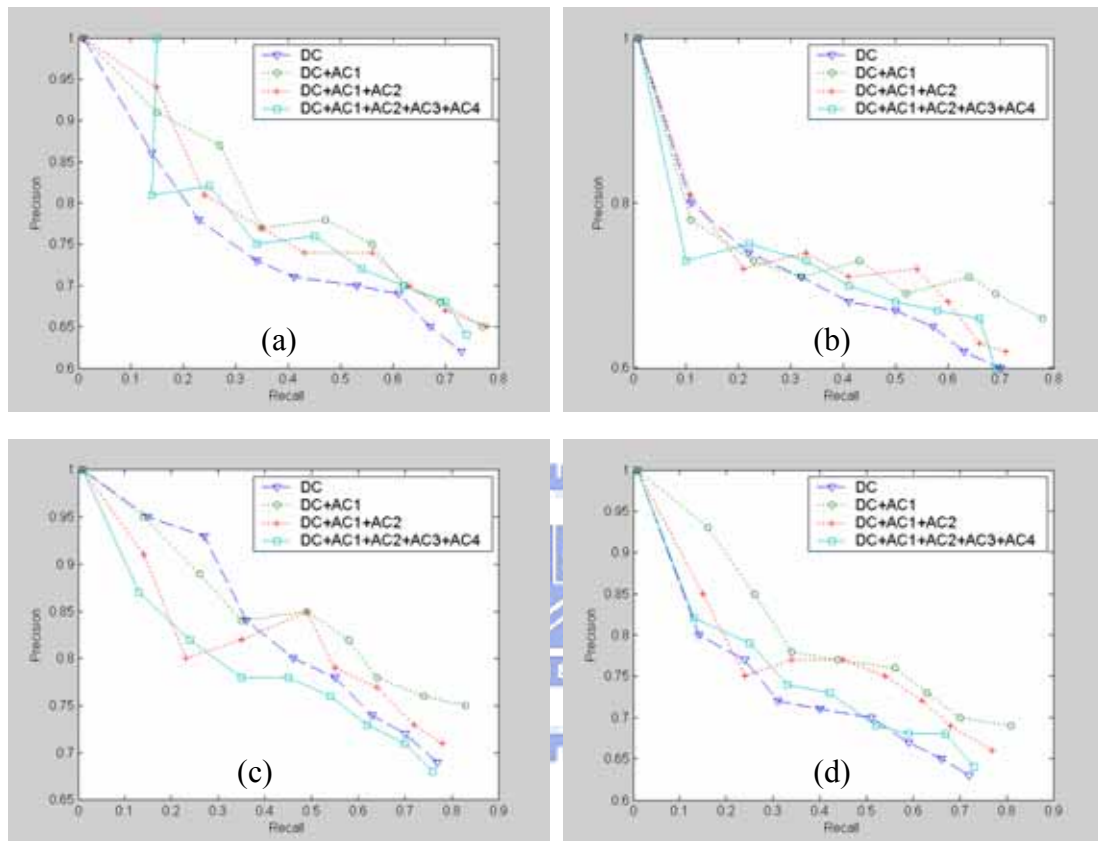 DC
DC+AC1
DC+AC1+AC2
DC+AC1+AC2+AC3+AC4
1
0.95
0.9
0.85
0.8
0.75
0.7
0.65
0.6
Precision
(a)
0 0.1 0.2 0.3 0.4 0.5 0.6 0.7 0.8
Recall
DC
DC+AC1
DC+AC1+AC2
DC+AC1+AC2+AC3+AC4
1
0.8
0.6
Precision
(b)
0 0.1 0.2 0.3 0.4 0.5 0.6 0.7 0.8
Recall
DC
DC+AC1
DC+AC1+AC2
DC+AC1+AC2+AC3+AC4
1
0.95
0.9
0.85
0.8
0.75
0.7
0.65
Precision
(c)
0 0.1 0.2 0.3 0.4 0.5 0.6 0.7 0.8 0.9
Recall
DC
DC+AC1
DC+AC1+AC2
DC+AC1+AC2+AC3+AC4
1
0.95
0.9
0.85
0.8
0.75
0.7
0.65
0.6
Precision
(d)
0 0.1 0.2 0.3 0.4 0.5 0.6 0.7 0.8 0.9
Recall